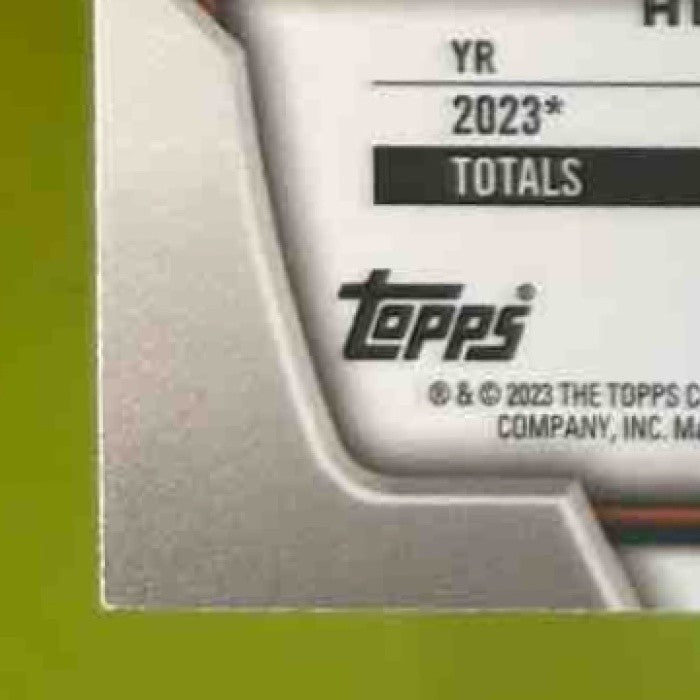 YR
2023*
TOTALS
Topps®
® & © 2023 THE TOPPS
COMPANY, INC.